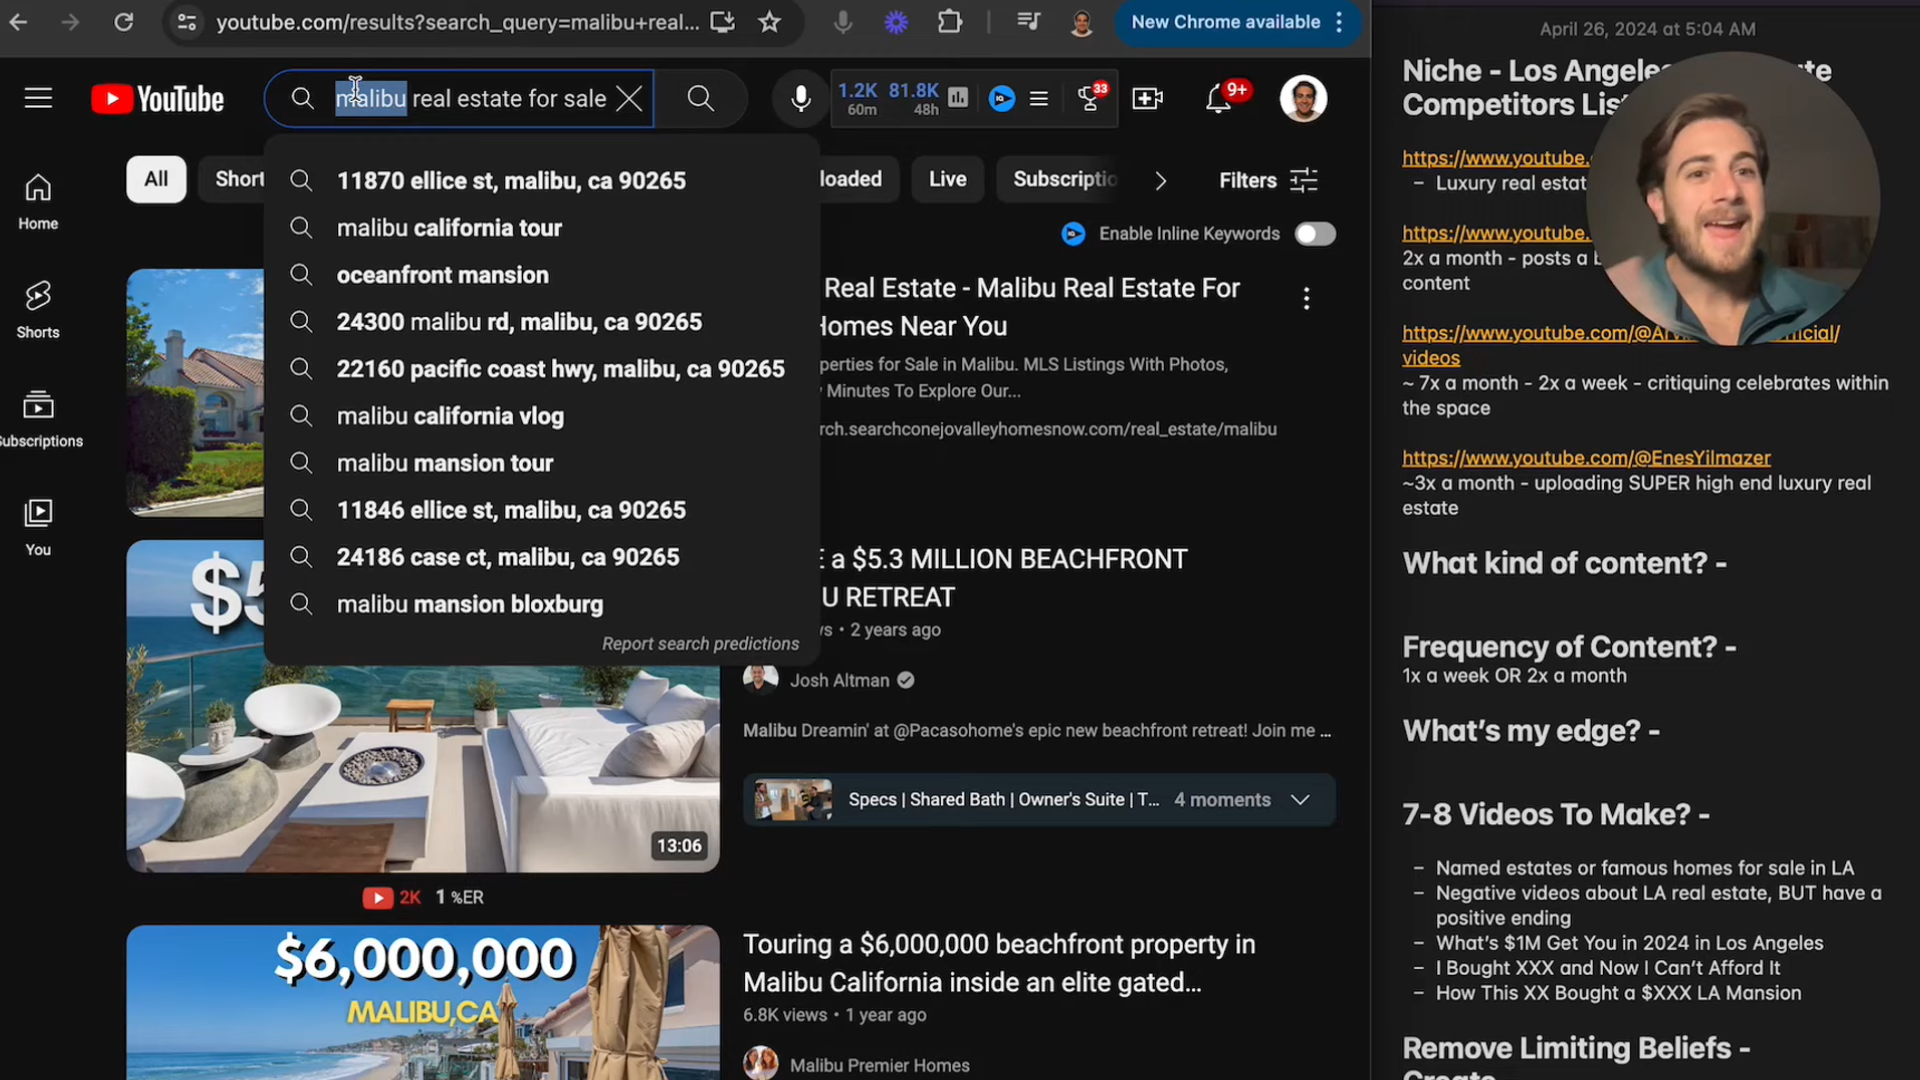 youtube.com/results?search_query=malibu+real...
New Chrome available
YouTube
malibu real estate for sale
1.2K
60m
81.8K
48h
33
9+
Home
Shorts
Subscriptions
You
All
Short
loaded
Live
Subscriptio
Filters
11870 ellice st, malibu, ca 90265
malibu california tour
oceanfront mansion
24300 malibu rd, malibu, ca 90265
22160 pacific coast hwy, malibu, ca 90265
malibu california vlog
malibu mansion tour
11846 ellice st, malibu, ca 90265
24186 case ct, malibu, ca 90265
malibu mansion bloxburg
Report search predictions
Enable Inline Keywords
Real Estate - Malibu Real Estate For
Homes Near You
perties for Sale in Malibu. MLS Listings With Photos,
Minutes To Explore Our...
rch.searchconejovalleyhomesnow.com/real_estate/malibu
$5
E a $5.3 MILLION BEACHFRONT
U RETREAT
vs • 2 years ago
Josh Altman
Malibu Dreamin' at @Pacasohome's epic new beachfront retreat! Join me ...
Specs | Shared Bath | Owner's Suite | T...
4 moments
13:06
2K 1 %ER
$6,000,000
MALIBU,CA
Touring a $6,000,000 beachfront property in
Malibu California inside an elite gated...
6.8K views • 1 year ago
Malibu Premier Homes
April 26, 2024 at 5:04 AM
Niche - Los Angeles
Competitors Lis
https://www.youtube.
– Luxury real estat
https://www.youtube.
2x a month - posts a b
content
https://www.youtube.com/@Ar
icial/
videos
~ 7x a month - 2x a week - critiquing celebrates within
the space
https://www.youtube.com/@EnesYilmazer
~3x a month - uploading SUPER high end luxury real
estate
What kind of content? -
Frequency of Content? -
1x a week OR 2x a month
What's my edge? -
7-8 Videos To Make? -
– Named estates or famous homes for sale in LA
– Negative videos about LA real estate, BUT have a
positive ending
– What's $1M Get You in 2024 in Los Angeles
– I Bought XXX and Now I Can't Afford It
– How This XX Bought a $XXX LA Mansion
Remove Limiting Beliefs -
Create